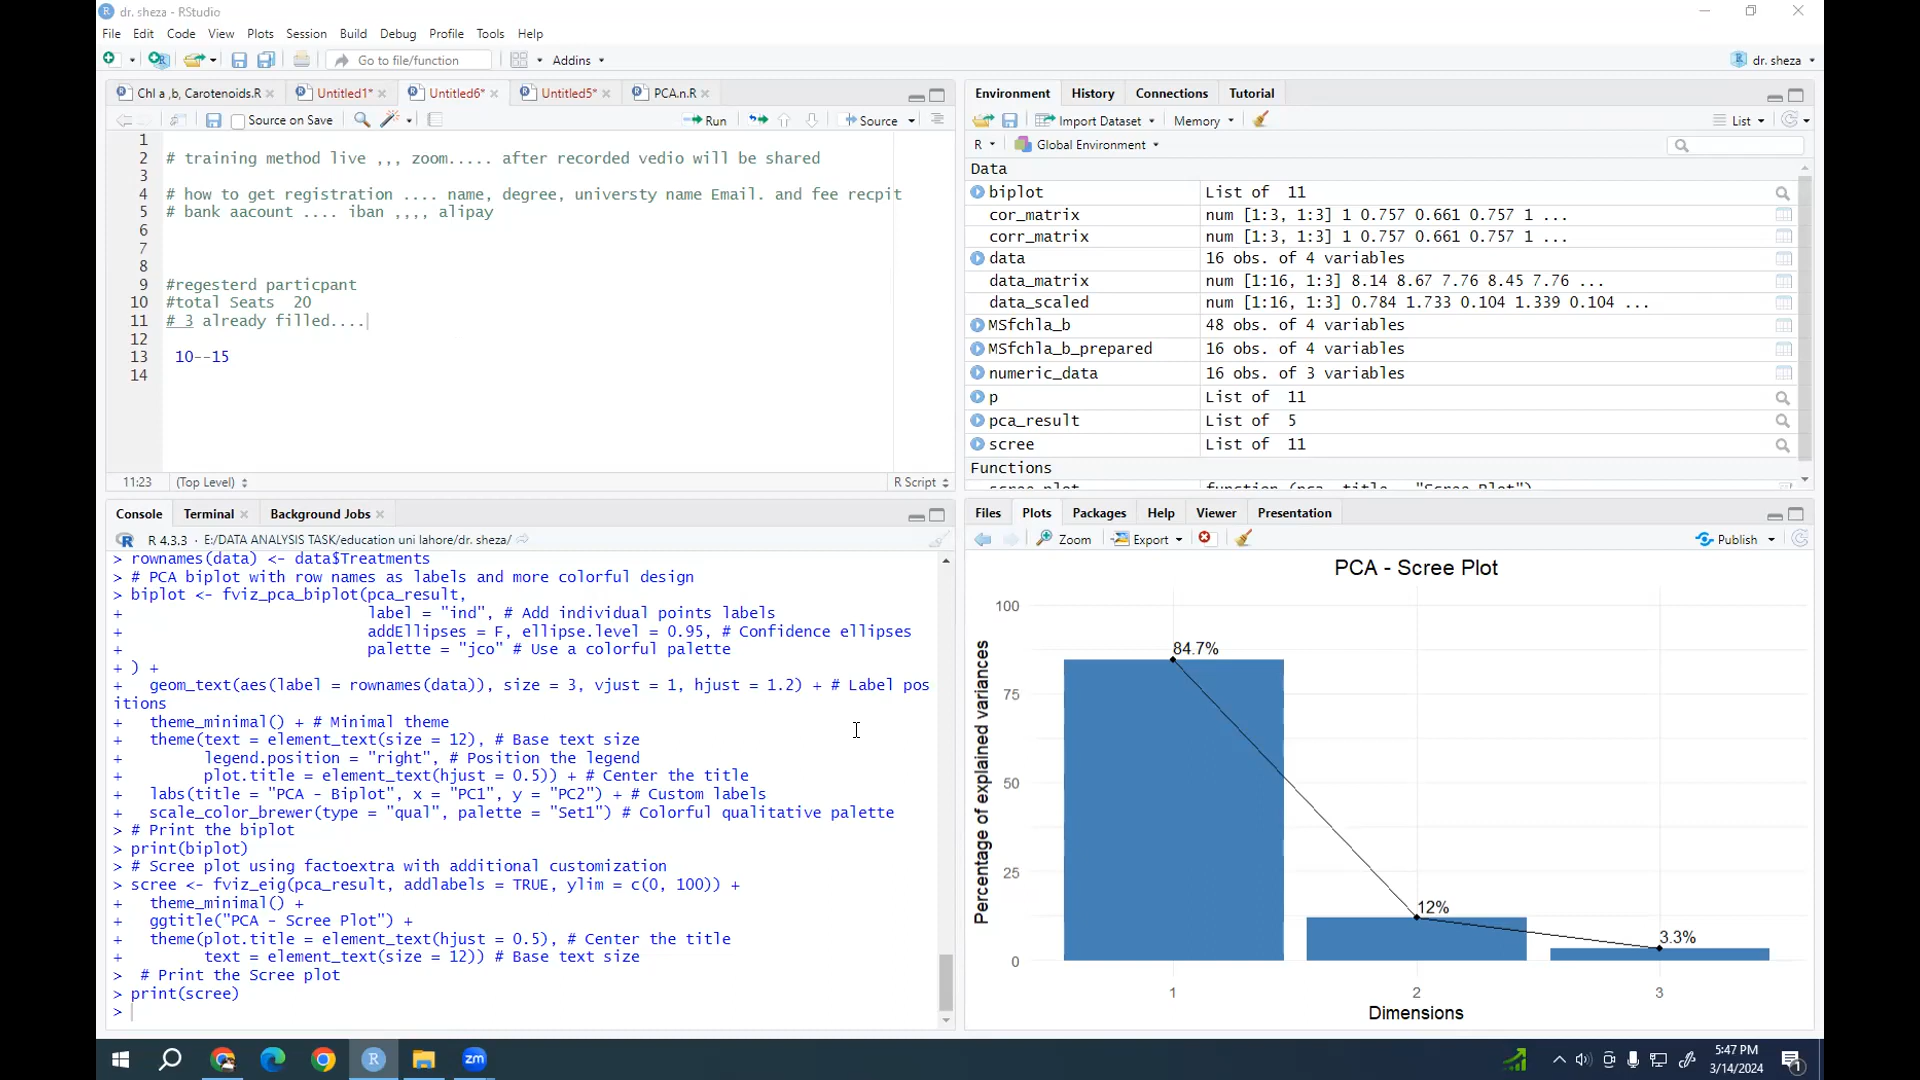 dr. sheza - RStudio
File Edit Code View Plots Session Build Debug Profile Tools Help
Go to file/function Addins dr. sheza
Chl a ,b, Carotenoids.R Untitled1* Untitled6* Untitled5* PCA.n.R
Source on Save Run Source
1
2 # training method live ,,, zoom..... after recorded vedio will be shared
3
4 # how to get registration .... name, degree, universty name Email. and fee recpit
5 # bank aacount .... iban ,,,, alipay
6
7
8
9 #regesterd particpant
10 #total Seats 20
11 # 3 already filled....
12
13 10--15
14
11:23 (Top Level) R Script
Console Terminal Background Jobs
R 4.3.3 · E:/DATA ANALYSIS TASK/education uni lahore/dr. sheza/
> rownames(data) <- data$Treatments
> # PCA biplot with row names as labels and more colorful design
> biplot <- fviz_pca_biplot(pca_result,
+ label = "ind", # Add individual points labels
+ addEllipses = F, ellipse.level = 0.95, # Confidence ellipses
+ palette = "jco" # Use a colorful palette
+ ) +
+ geom_text(aes(label = rownames(data)), size = 3, vjust = 1, hjust = 1.2) + # Label pos
itions
+ theme_minimal() + # Minimal theme
+ theme(text = element_text(size = 12), # Base text size
+ legend.position = "right", # Position the legend
+ plot.title = element_text(hjust = 0.5)) + # Center the title
+ labs(title = "PCA - Biplot", x = "PC1", y = "PC2") + # Custom labels
+ scale_color_brewer(type = "qual", palette = "Set1") # Colorful qualitative palette
> # Print the biplot
> print(biplot)
> # Scree plot using factoextra with additional customization
> scree <- fviz_eig(pca_result, addlabels = TRUE, ylim = c(0, 100)) +
+ theme_minimal() +
+ ggtitle("PCA - Scree Plot") +
+ theme(plot.title = element_text(hjust = 0.5), # Center the title
+ text = element_text(size = 12)) # Base text size
> # Print the Scree plot
> print(scree)
>
Environment History Connections Tutorial
Import Dataset Memory List
R Global Environment
Data
biplot List of 11
cor_matrix num [1:3, 1:3] 1 0.757 0.661 0.757 1 ...
corr_matrix num [1:3, 1:3] 1 0.757 0.661 0.757 1 ...
data 16 obs. of 4 variables
data_matrix num [1:16, 1:3] 8.14 8.67 7.76 8.45 7.76 ...
data_scaled num [1:16, 1:3] 0.784 1.733 0.104 1.339 0.104 ...
MSfchla_b 48 obs. of 4 variables
MSfchla_b_prepared 16 obs. of 4 variables
numeric_data 16 obs. of 3 variables
p List of 11
pca_result List of 5
scree List of 11
Functions
scree_plot function (pca, title = "Scree Plot")
Files Plots Packages Help Viewer Presentation
Zoom Export Publish
PCA - Scree Plot
Percentage of explained variances
100
75
50
25
0
84.7%
12%
3.3%
1 2 3
Dimensions
zm
5:47 PM
3/14/2024
1